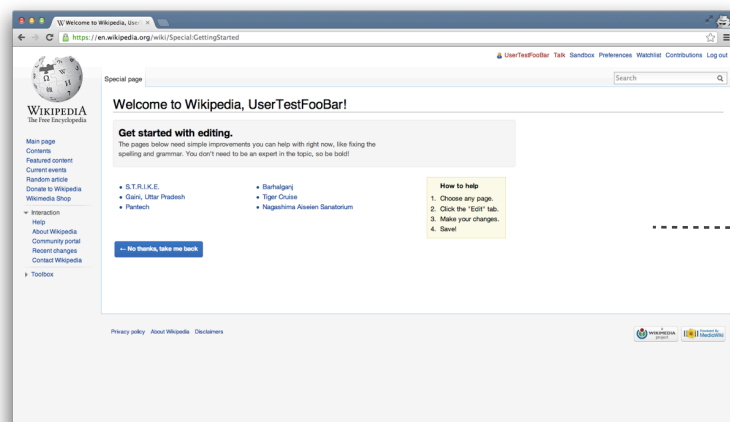 W Welcome to Wikipedia, User
https://en.wikipedia.org/wiki/Special:GettingStarted
UserTestFooBar Talk Sandbox Preferences Watchlist Contributions Log out
Special page
Search
WIKIPEDIA
The Free Encyclopedia
Main page
Contents
Featured content
Current events
Random article
Donate to Wikipedia
Wikimedia Shop
Interaction
Help
About Wikipedia
Community portal
Recent changes
Contact Wikipedia
Toolbox
Welcome to Wikipedia, UserTestFooBar!
Get started with editing.
The pages below need simple improvements you can help with right now, like fixing the
spelling and grammar. You don't need to be an expert in the topic, so be bold!
• S.T.R.I.K.E.
• Gaini, Uttar Pradesh
• Pantech
• Barhalganj
• Tiger Cruise
• Nagashima Aiseien Sanatorium
How to help
1. Choose any page.
2. Click the "Edit" tab.
3. Make your changes.
4. Save!
← No thanks, take me back
Privacy policy About Wikipedia Disclaimers
A
WIKIMEDIA
project
Powered by
MediaWiki